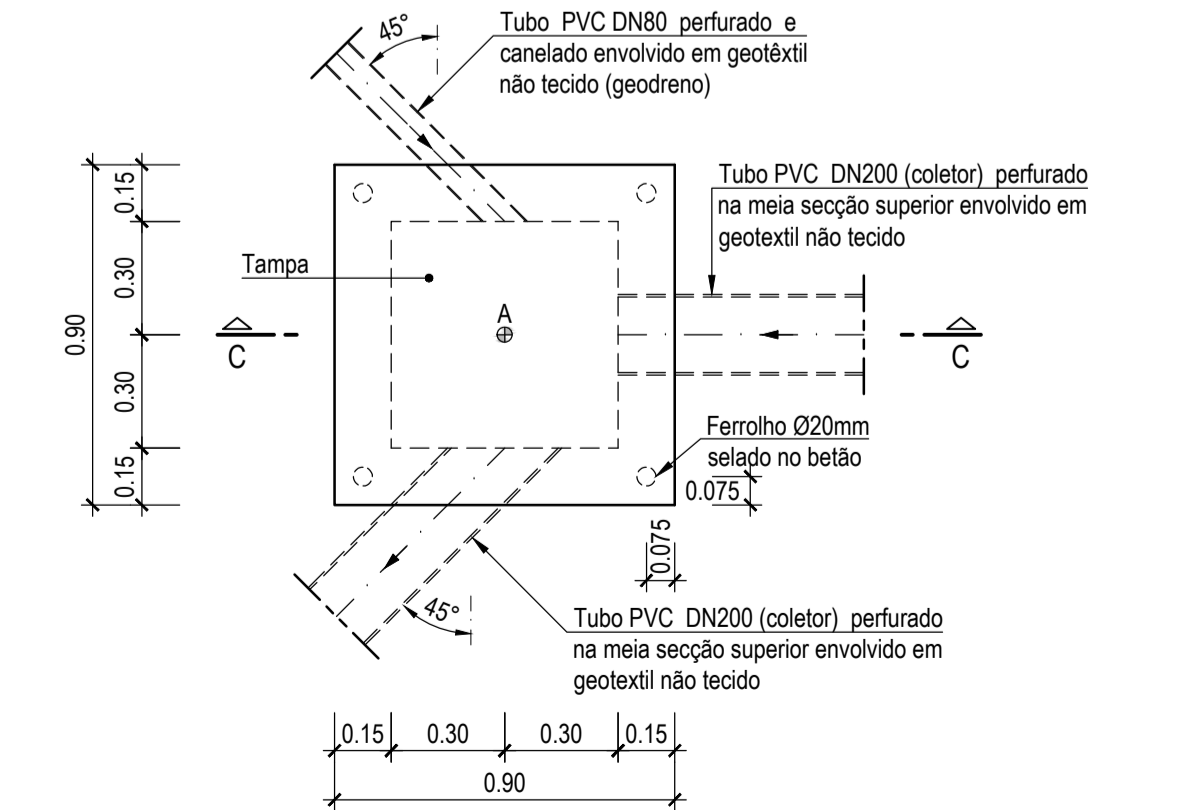 45°
Tubo PVC DN80 perfurado e
canelado envolvido em geotêxtil
não tecido (geodreno)
Tubo PVC DN200 (coletor) perfurado
na meia secção superior envolvido em
geotextil não tecido
0.15
0.30
0.90
0.30
0.15
Tampa
A
C
C
Ferrolho Ø20mm
selado no betão
0.075
0.075
45°
Tubo PVC DN200 (coletor) perfurado
na meia secção superior envolvido em
geotextil não tecido
0.15 0.30 0.30 0.15
0.90